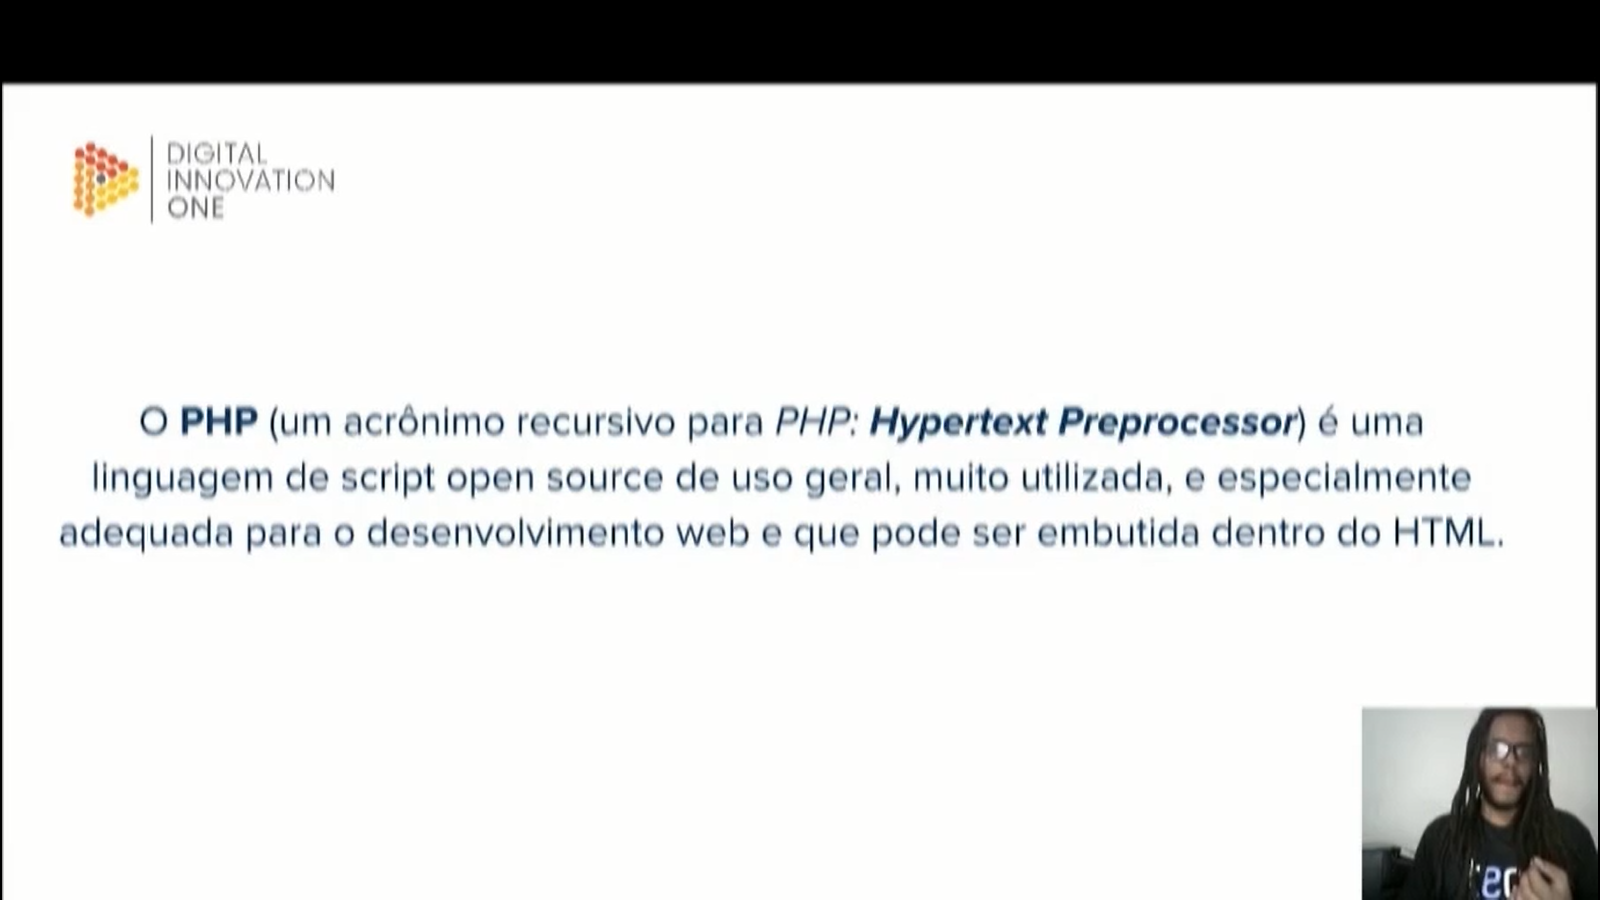 DIGITAL
INNOVATION
ONE
O PHP (um acrônimo recursivo para PHP: Hypertext Preprocessor) é uma
linguagem de script open source de uso geral, muito utilizada, e especialmente
adequada para o desenvolvimento web e que pode ser embutida dentro do HTML.